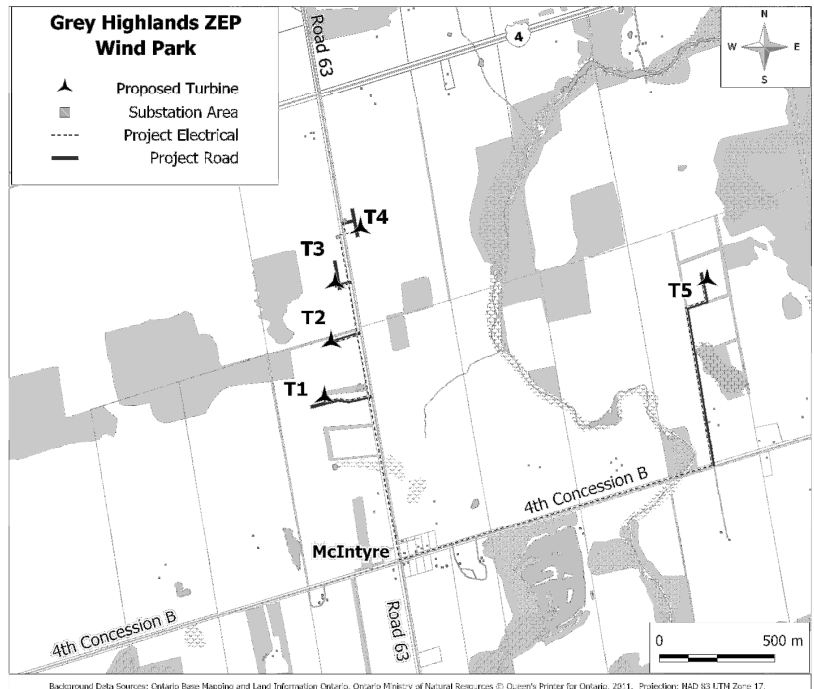 Grey Highlands ZEP
Wind Park
Proposed Turbine
Substation Area
Project Electrical
Project Road
Road 63
4
N
W E
S
T4
T3
T5
T2
T1
4th Concession B
McIntyre
Road 63
4th Concession B
0 500 m
Background Data Sources: Ontario Base Mapping and Land Information Ontario, Ontario Ministry of Natural Resources © Queen's Printer for Ontario, 2011. Projection: NAD 83 UTM Zone 17.